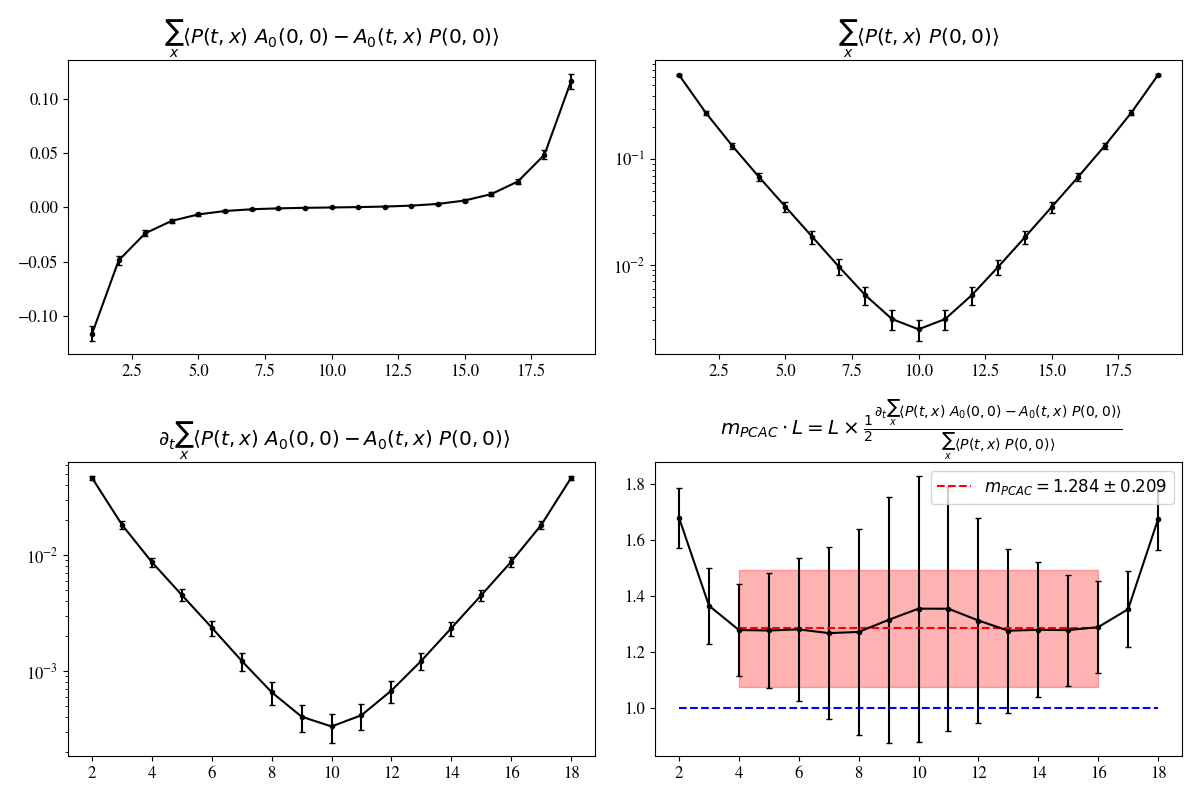 ∑ₓ⟨P(t, x) A₀(0, 0) − A₀(t, x) P(0, 0)⟩
0.10
0.05
0.00
−0.05
−0.10
2.5 5.0 7.5 10.0 12.5 15.0 17.5
∑ₓ⟨P(t, x) P(0, 0)⟩
10⁻¹
10⁻²
2.5 5.0 7.5 10.0 12.5 15.0 17.5
∂ₜ∑ₓ⟨P(t, x) A₀(0, 0) − A₀(t, x) P(0, 0)⟩
10⁻²
10⁻³
2 4 6 8 10 12 14 16 18
m_PCAC · L = L × ½ ∂ₜ∑ₓ⟨P(t, x) A₀(0, 0) − A₀(t, x) P(0, 0)⟩ / ∑ₓ⟨P(t, x) P(0, 0)⟩
m_PCAC = 1.284 ± 0.209
1.8
1.6
1.4
1.2
1.0
2 4 6 8 10 12 14 16 18